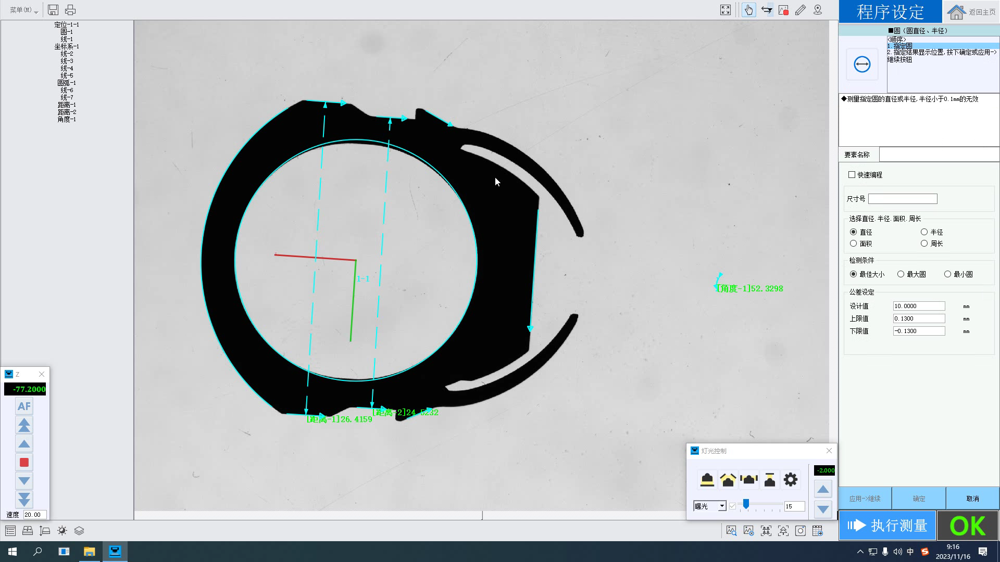 菜单(M)
程序设定
返回主页
定位-1-1
圆-1
线-1
坐标系-1
线-2
线-3
线-4
线-5
圆弧-1
线-6
线-7
距离-1
距离-2
角度-1
■圆 (圆直径、半径)
<顺序>
1.指定圆
2.指定结果显示位置,按下确定或应用->
继续按钮
◆测量指定圆的直径或半径,半径小于0.1mm的无效
要素名称
快速编程
尺寸号
选择直径.半径.面积.周长
直径
半径
面积
周长
检测条件
最佳大小
最大圆
最小圆
公差设定
设计值
10.0000
mm
上限值
0.1300
mm
下限值
-0.1300
mm
1-1
[角度-1]52.3298
[距离-1]26.4159
[距离-2]24.5232
Z
-77.2000
AF
速度
20.00
灯光控制
-2.000
曝光
15
应用->继续
确定
取消
执行测量
OK
中
9:16
2023/11/16